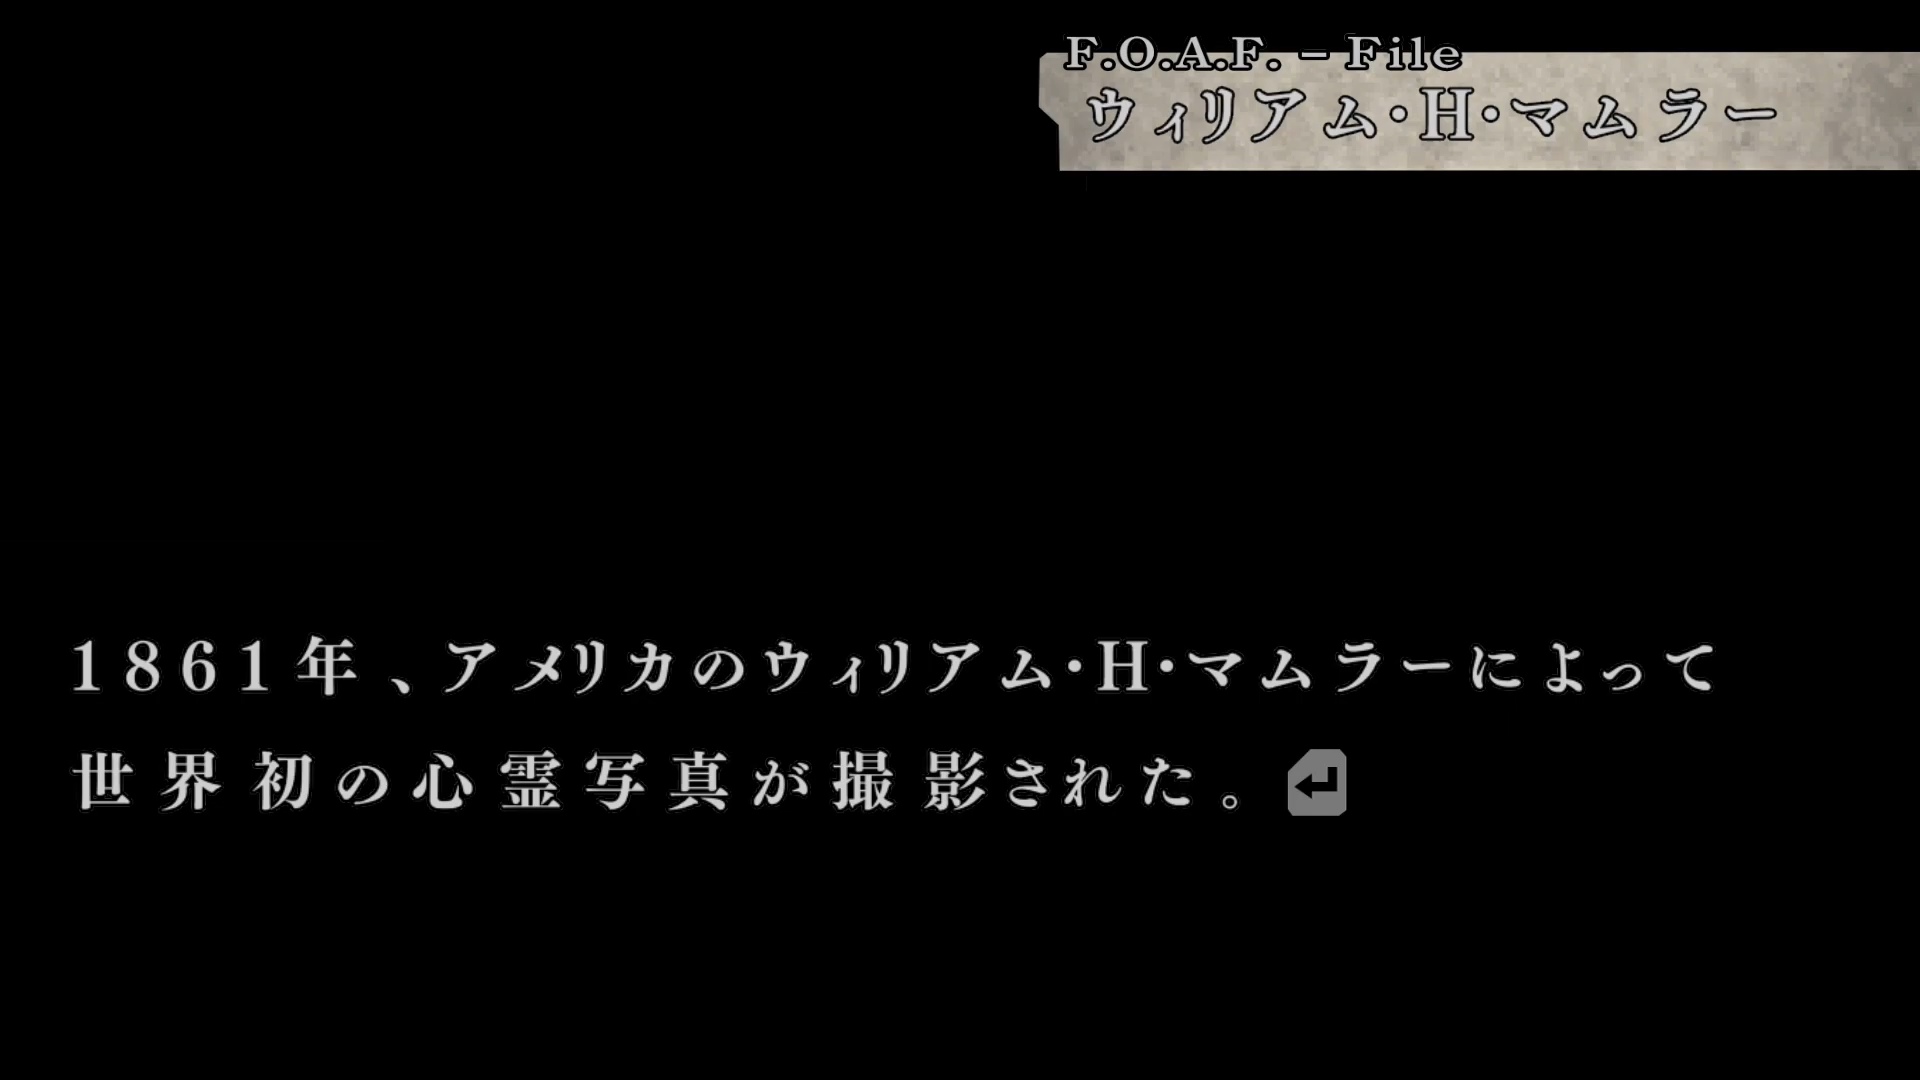 F.O.A.F. – File
ウィリアム・H・マムラー
1861年、アメリカのウィリアム・H・マムラーによって
世界初の心霊写真が撮影された。